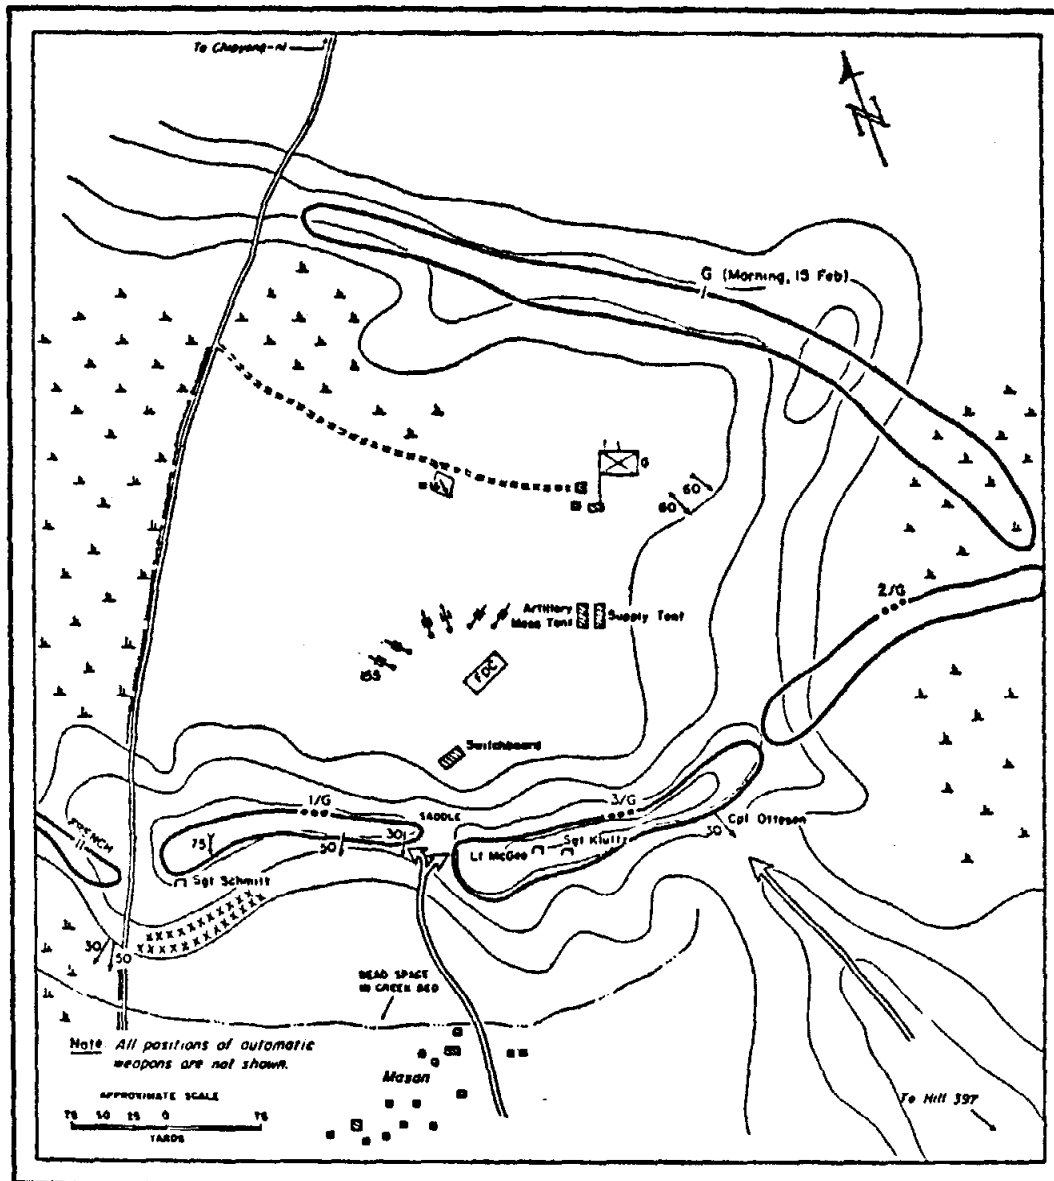 To Chipyong-ni
N
G (Morning, 15 Feb)
G
60
60
2/G
Artillery
Mess Tent
Supply Tent
155
FDC
Switchboard
1/G
SADDLE
3/G
FRENCH
75
50
30
Lt McGee
Sgt Kluttz
30
Cpl Ottesen
Sgt Schmitt
30
50
DEAD SPACE
IN CREEK BED
Note: All positions of automatic
weapons are not shown.
Masan
APPROXIMATE SCALE
75 50 25 0 75
YARDS
To Hill 397